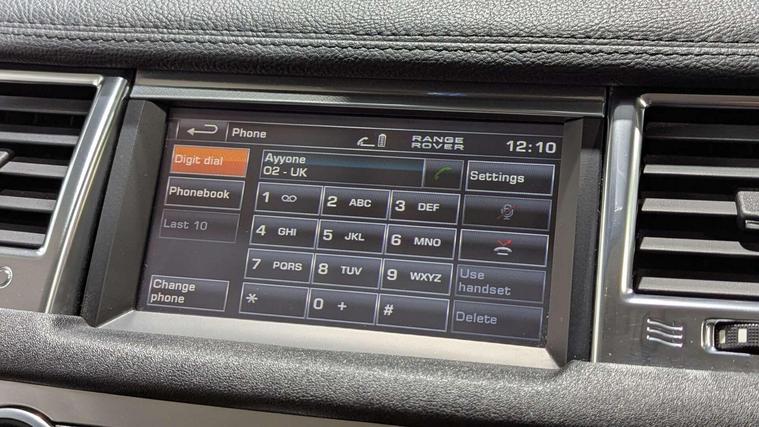 Phone
RANGE
ROVER
12:10
Digit dial
Phonebook
Last 10
Change
phone
Ayyone
O2 - UK
1
2 ABC
3 DEF
4 GHI
5 JKL
6 MNO
7 PQRS
8 TUV
9 WXYZ
*
0 +
#
Settings
Use
handset
Delete